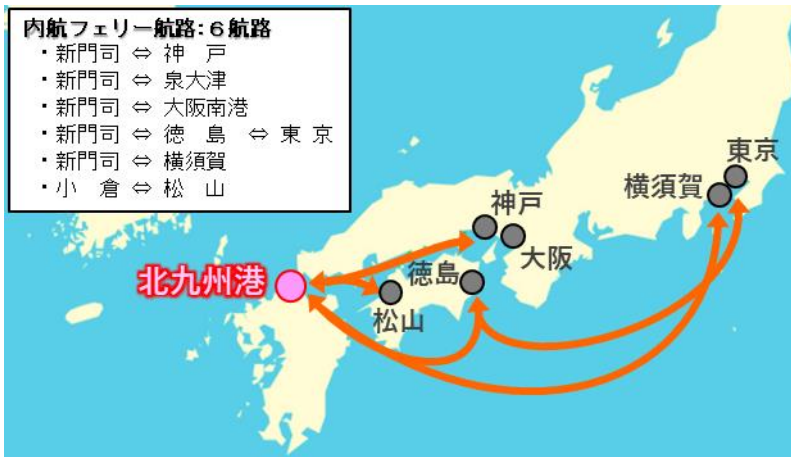 内航フェリー航路:6航路
・新門司 ⇔ 神 戸
・新門司 ⇔ 泉大津
・新門司 ⇔ 大阪南港
・新門司 ⇔ 徳 島 ⇔ 東 京
・新門司 ⇔ 横須賀
・小 倉 ⇔ 松 山
東京
横須賀
神戸
大阪
北九州港
徳島
松山